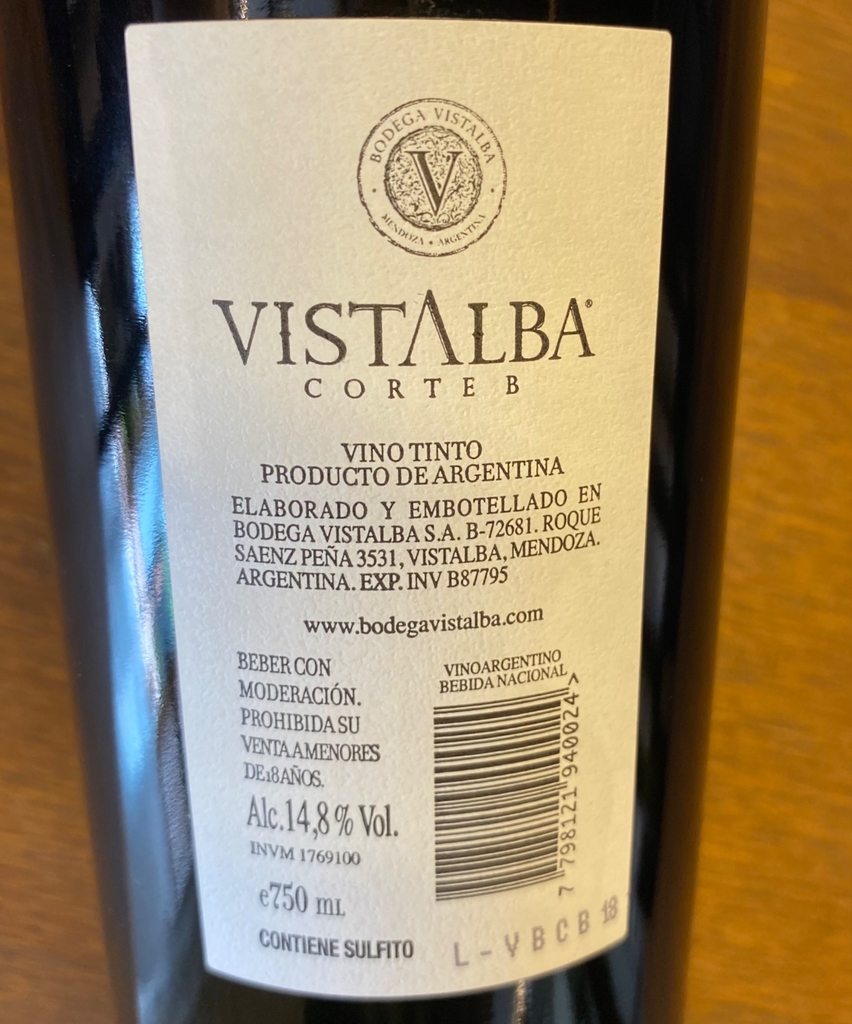 BODEGA VISTALBA
V
MENDOZA • ARGENTINA
VISTALBA®
CORTE B
VINO TINTO
PRODUCTO DE ARGENTINA
ELABORADO Y EMBOTELLADO EN
BODEGA VISTALBA S.A. B-72681. ROQUE
SAENZ PEÑA 3531, VISTALBA, MENDOZA.
ARGENTINA. EXP. INV B87795
www.bodegavistalba.com
BEBER CON
MODERACIÓN.
PROHIBIDA SU
VENTA A MENORES
DE 18 AÑOS.
Alc.14,8% Vol.
INVM 1769100
e750 mL
CONTIENE SULFITO
VINO ARGENTINO
BEBIDA NACIONAL
7 798121 940024 >
L-VBCB 18